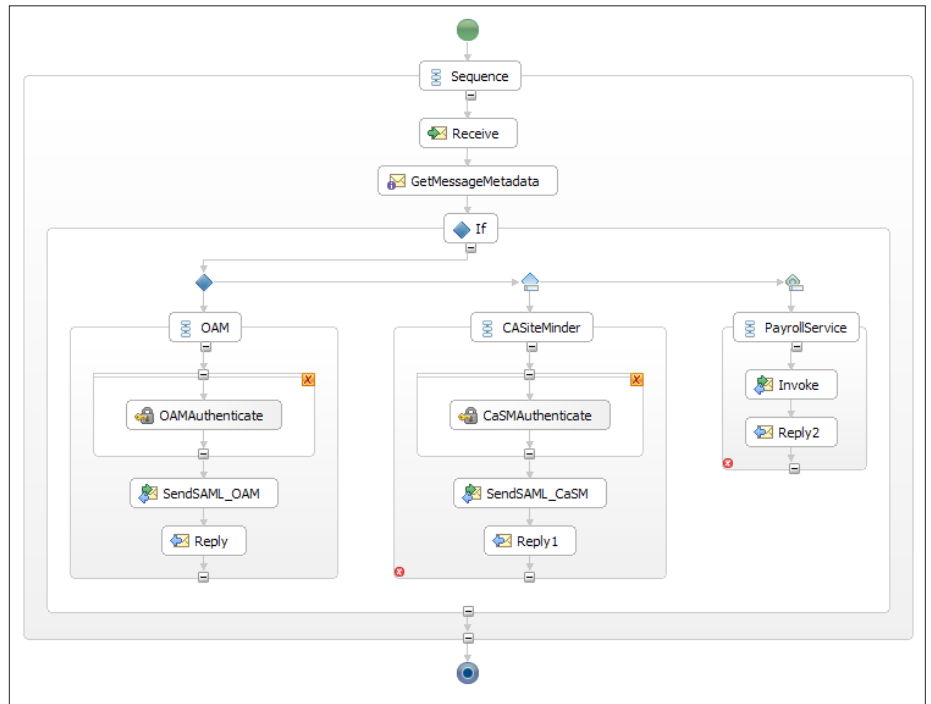 Sequence
Receive
GetMessageMetadata
If
OAM
CASiteMinder
PayrollService
OAMAuthenticate
CaSMAuthenticate
Invoke
Reply2
SendSAML_OAM
SendSAML_CaSM
Reply
Reply1